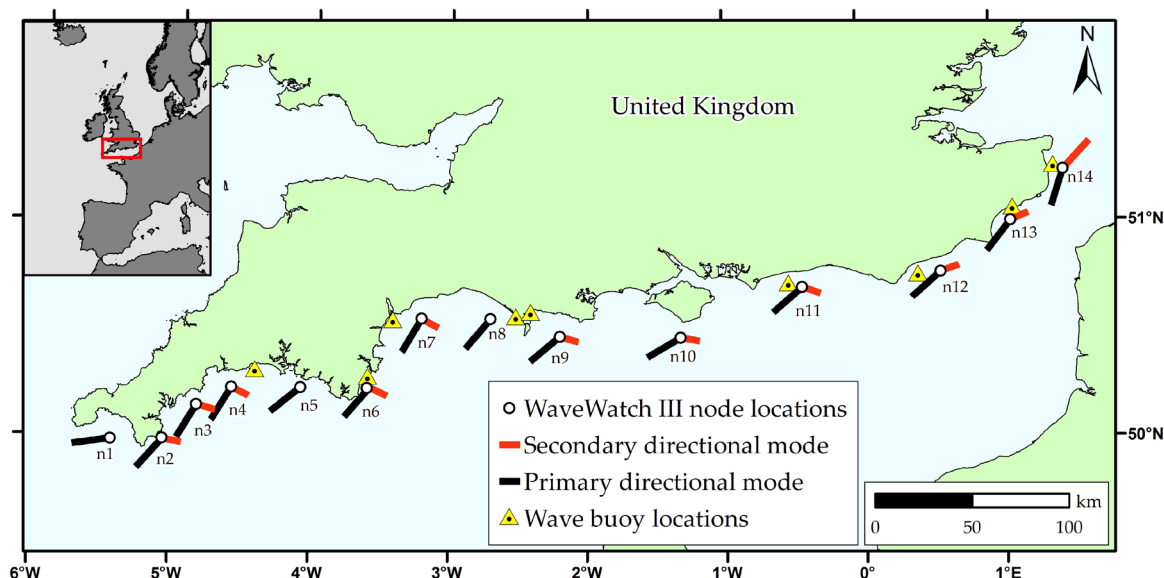 6°W 5°W 4°W 3°W 2°W 1°W 0° 1°E
N
United Kingdom
n14
51°N
n13
n12
n11
n7
n8
n9
n10
n4
n5
n6
n3
n1
n2
50°N
WaveWatch III node locations
Secondary directional mode
Primary directional mode
Wave buoy locations
km
0 50 100